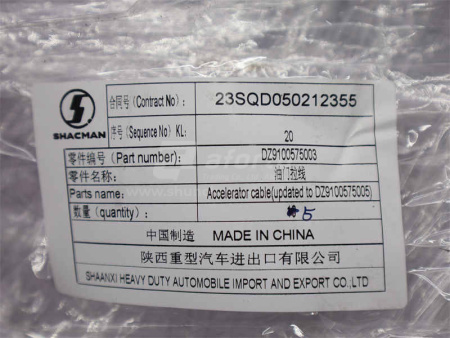 SHACMAN
合同号 (Contract No): 23SQD050212355
序号 (Sequence No) KL: 20
零件编号 (Part number): DZ9100575003
零件名称: 油门拉线
Parts name: Accelerator cable(updated to DZ9100575005)
数量 (quantity): 5
中国制造 MADE IN CHINA
陕西重型汽车进出口有限公司
SHAANXI HEAVY DUTY AUTOMOBILE IMPORT AND EXPORT CO.,LTD